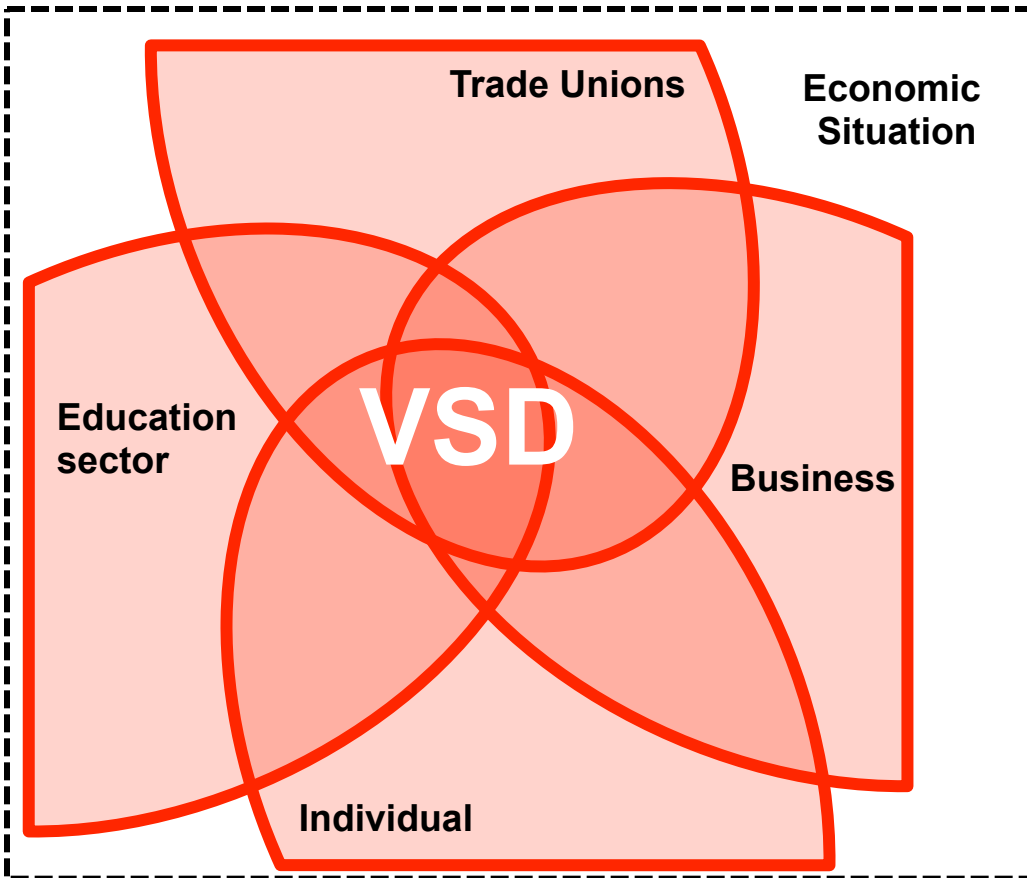 Trade Unions
Economic
Situation
VSD
Education
sector
Business
Individual